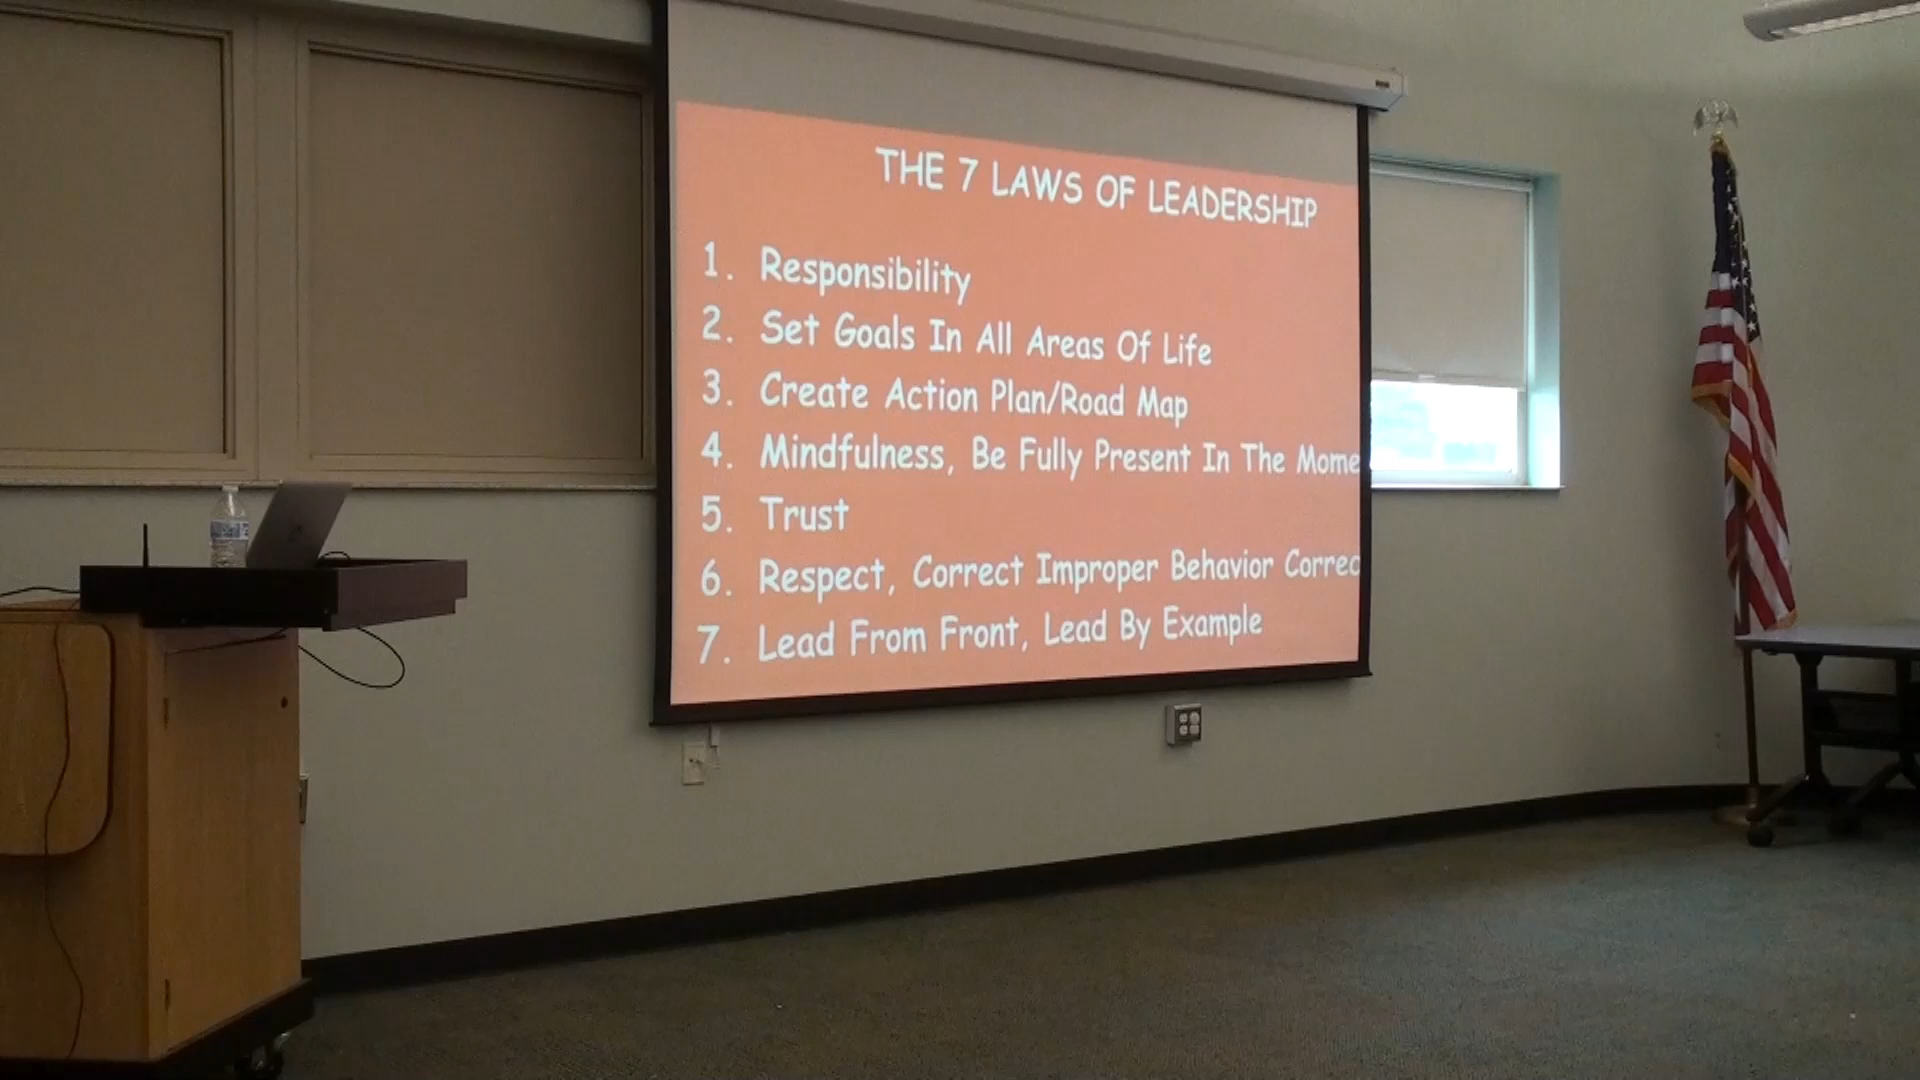 THE 7 LAWS OF LEADERSHIP
1. Responsibility
2. Set Goals In All Areas Of Life
3. Create Action Plan/Road Map
4. Mindfulness, Be Fully Present In The Mome
5. Trust
6. Respect, Correct Improper Behavior Correc
7. Lead From Front, Lead By Example